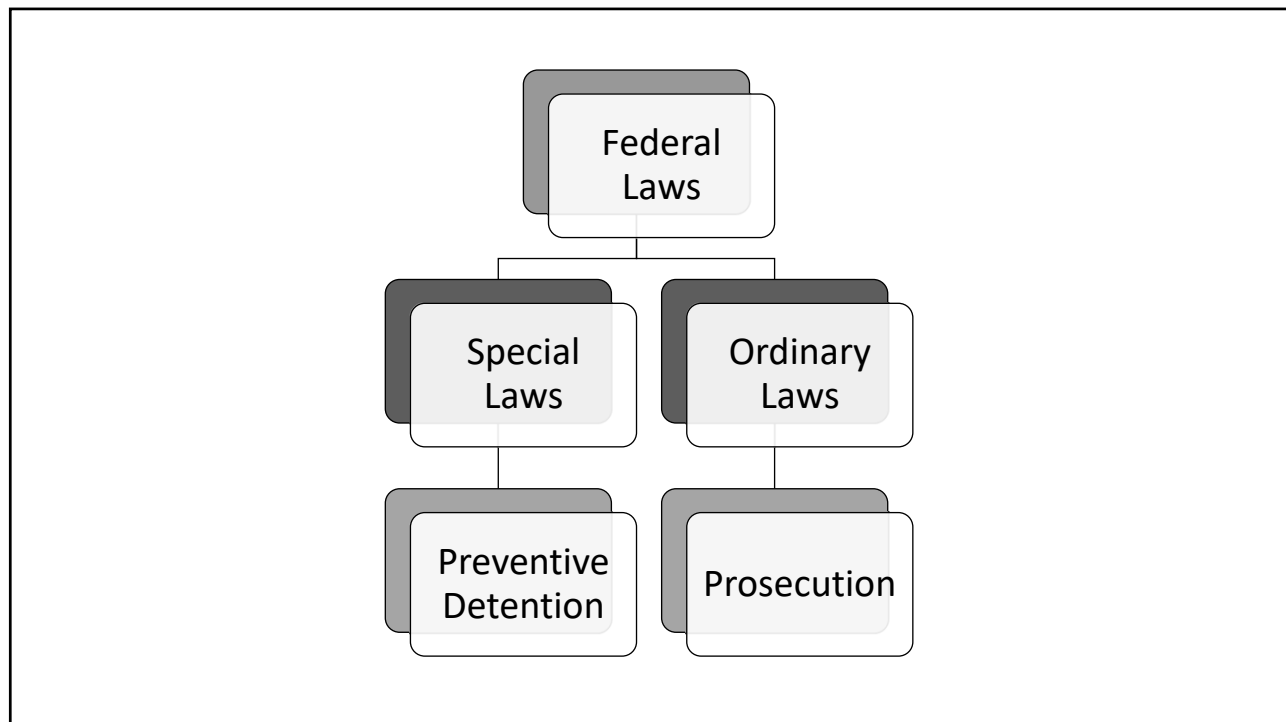 Federal
Laws
Special
Laws
Ordinary
Laws
Preventive
Detention
Prosecution